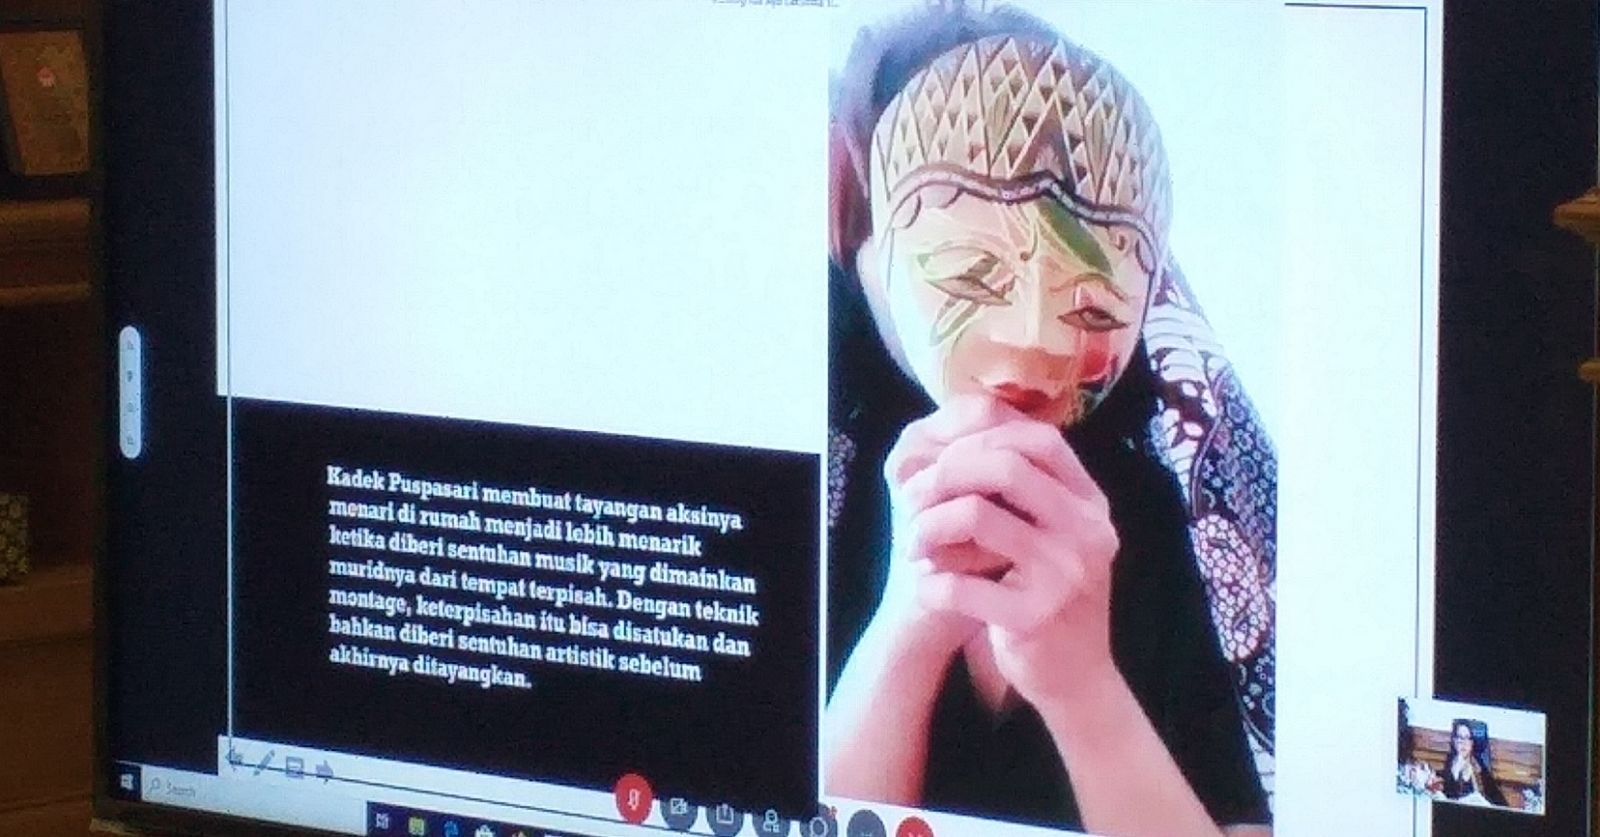 Kadek Puspasari membuat tayangan aksinya
menari di rumah menjadi lebih menarik
ketika diberi sentuhan musik yang dimainkan
muridnya dari tempat terpisah. Dengan teknik
montage, keterpisahan itu bisa disatukan dan
bahkan diberi sentuhan artistik sebelum
akhirnya ditayangkan.
Search